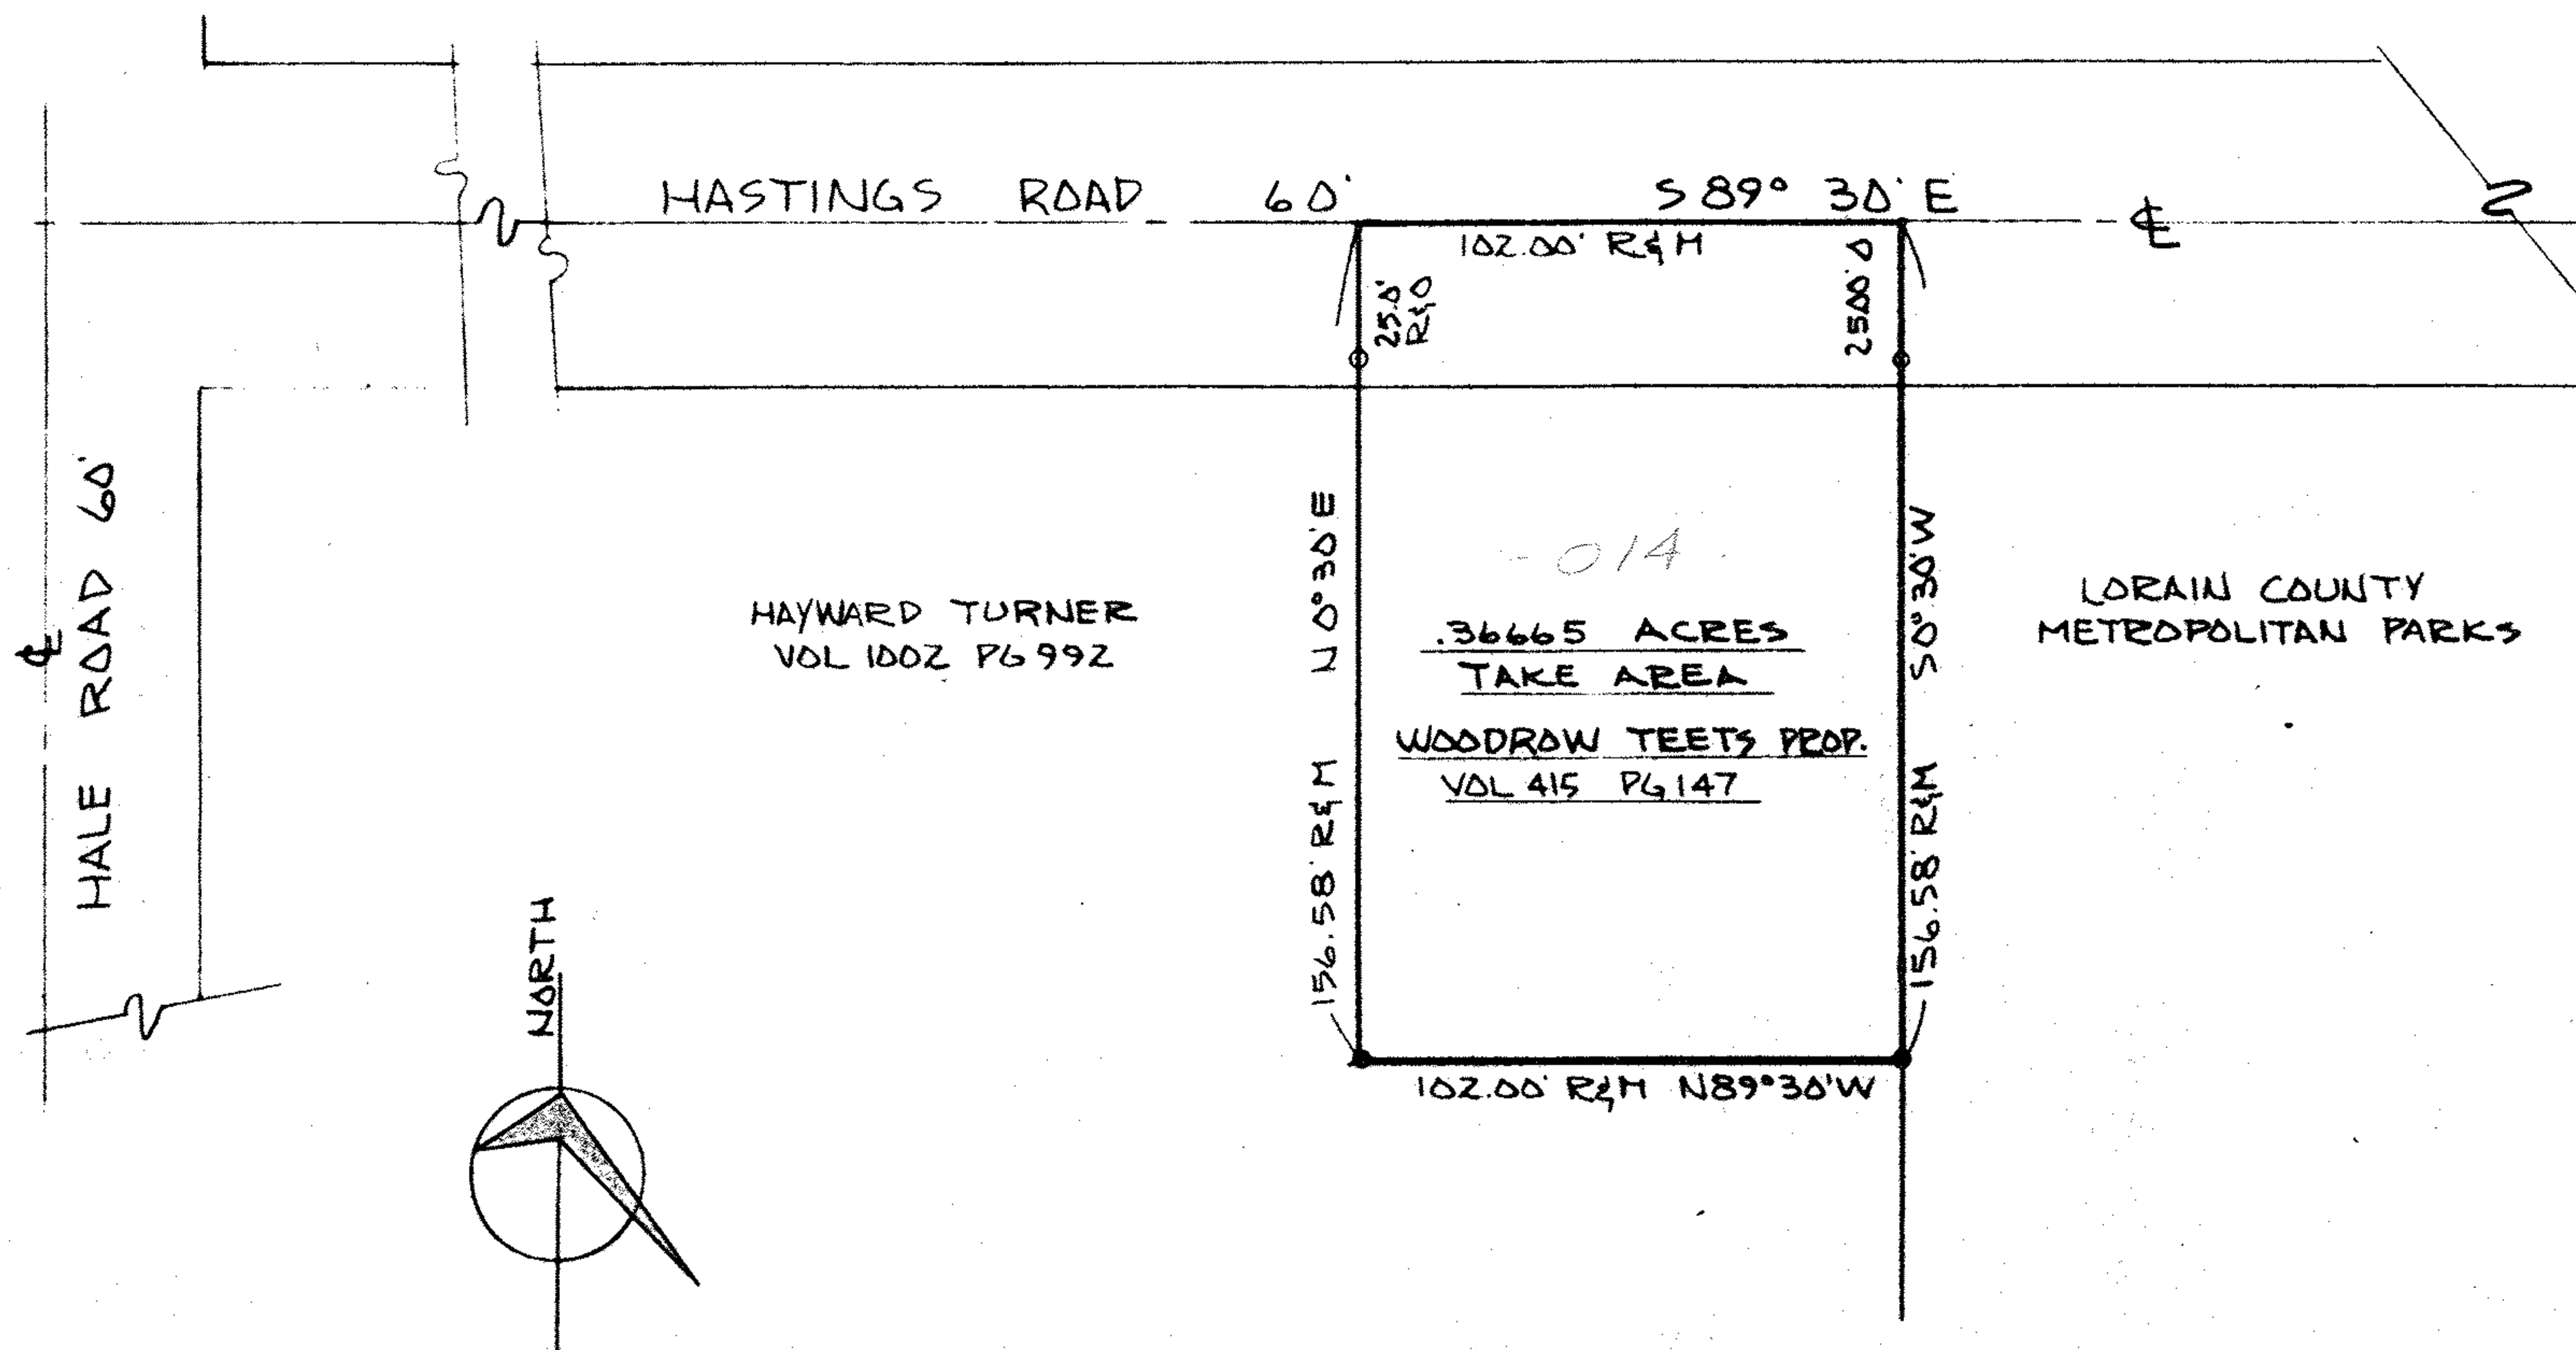 HASTINGS ROAD 60'
S 89° 30' E
℄
102.00' R&M
25.0'
R&O
25.00' O
HALE ROAD 60'
℄
HAYWARD TURNER
VOL 1002 PG 992
N 0° 30' E
156.58' R&M
-014
.36665 ACRES
TAKE AREA
WOODROW TEETS PROP.
VOL 415 PG 147
S 0° 30' W
156.58' R&M
LORAIN COUNTY
METROPOLITAN PARKS
102.00' R&M N89°30'W
NORTH